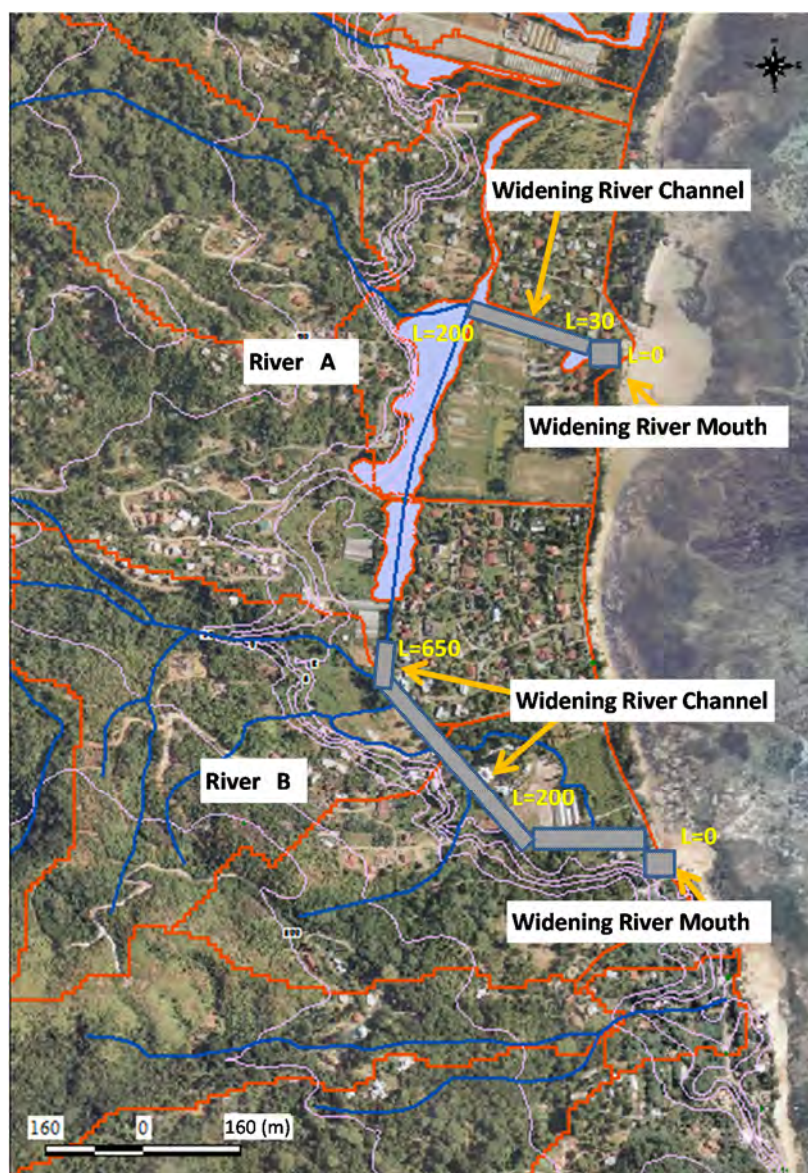 Widening River Channel
L=30
L=200
L=0
River A
Widening River Mouth
L=650
Widening River Channel
River B
L=200
L=0
Widening River Mouth
160 0 160 (m)